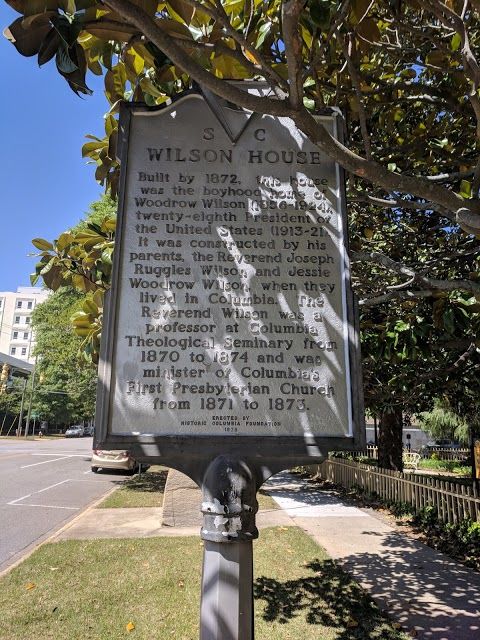 S C
WILSON HOUSE
Built by 1872, this house
was the boyhood home of
Woodrow Wilson (1856-1924),
twenty-eighth President of
the United States (1913-21).
It was constructed by his
parents, the Reverend Joseph
Ruggles Wilson and Jessie
Woodrow Wilson, when they
lived in Columbia. The
Reverend Wilson was a
professor at Columbia
Theological Seminary from
1870 to 1874 and was
minister of Columbia's
First Presbyterian Church
from 1871 to 1873.
ERECTED BY
HISTORIC COLUMBIA FOUNDATION